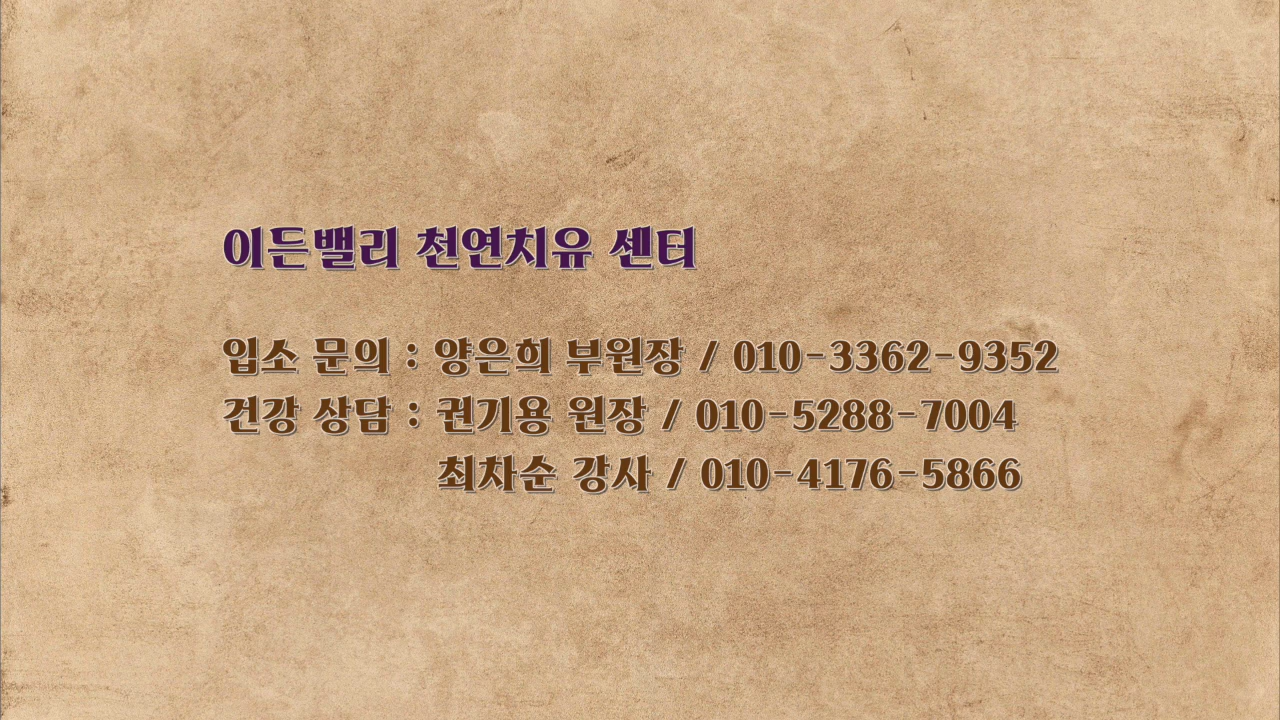 이든밸리 천연치유 센터
입소 문의 : 양은희 부원장 / 010-3362-9352
건강 상담 : 권기용 원장 / 010-5288-7004
최차순 강사 / 010-4176-5866